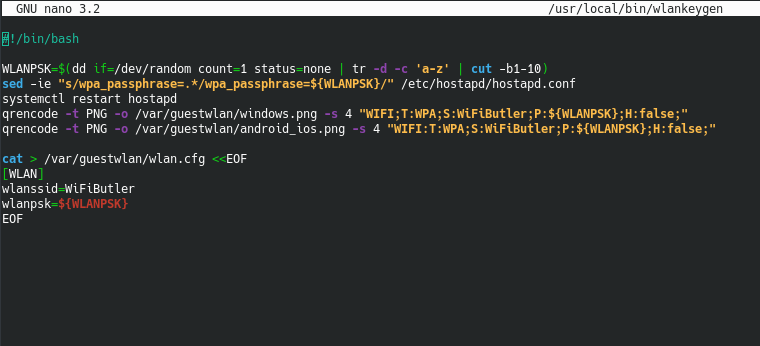 GNU nano 3.2 /usr/local/bin/wlankeygen
#!/bin/bash
WLANPSK=$(dd if=/dev/random count=1 status=none | tr -d -c 'a-z' | cut -b1-10)
sed -ie "s/wpa_passphrase=.*/wpa_passphrase=${WLANPSK}/" /etc/hostapd/hostapd.conf
systemctl restart hostapd
qrencode -t PNG -o /var/guestwlan/windows.png -s 4 "WIFI;T:WPA;S:WiFiButler;P:${WLANPSK};H:false;"
qrencode -t PNG -o /var/guestwlan/android_ios.png -s 4 "WIFI:T:WPA;S:WiFiButler;P:${WLANPSK};H:false;"
cat > /var/guestwlan/wlan.cfg <<EOF
[WLAN]
wlanssid=WiFiButler
wlanpsk=${WLANPSK}
EOF